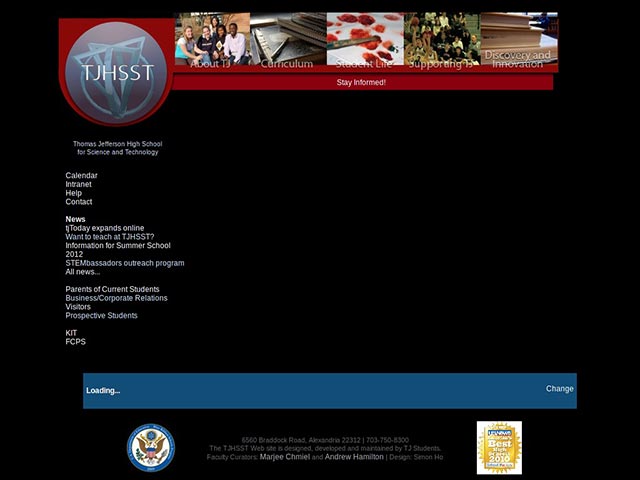 TJHSST
About TJ
Curriculum
Student Life
Supporting TJ
Discovery and
Innovation
Stay Informed!
Thomas Jefferson High School
for Science and Technology
Calendar
Intranet
Help
Contact
News
tjToday expands online
Want to teach at TJHSST?
Information for Summer School
2012
STEMbassadors outreach program
All news...
Parents of Current Students
Business/Corporate Relations
Visitors
Prospective Students
KIT
FCPS
Loading...
Change
6560 Braddock Road, Alexandria 22312 | 703-750-8300
The TJHSST Web site is designed, developed and maintained by TJ Students.
Faculty Curators: Marjee Chmiel and Andrew Hamilton | Design: Simon Ho
Best
High
2010